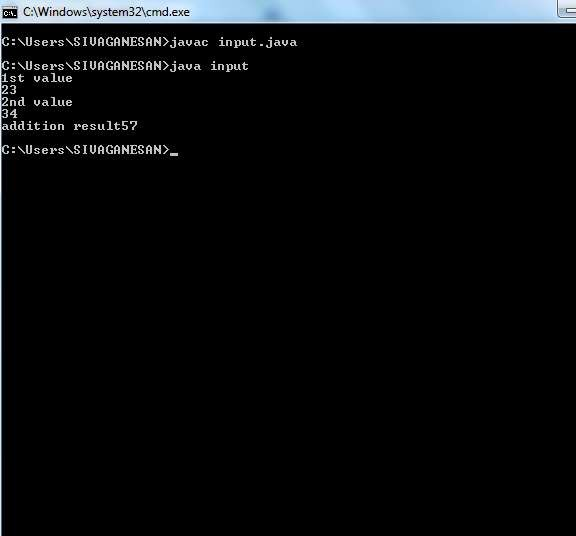 C:\Windows\system32\cmd.exe
C:\Users\SIVAGANESAN>javac input.java
C:\Users\SIVAGANESAN>java input
1st value
23
2nd value
34
addition result57
C:\Users\SIVAGANESAN>_